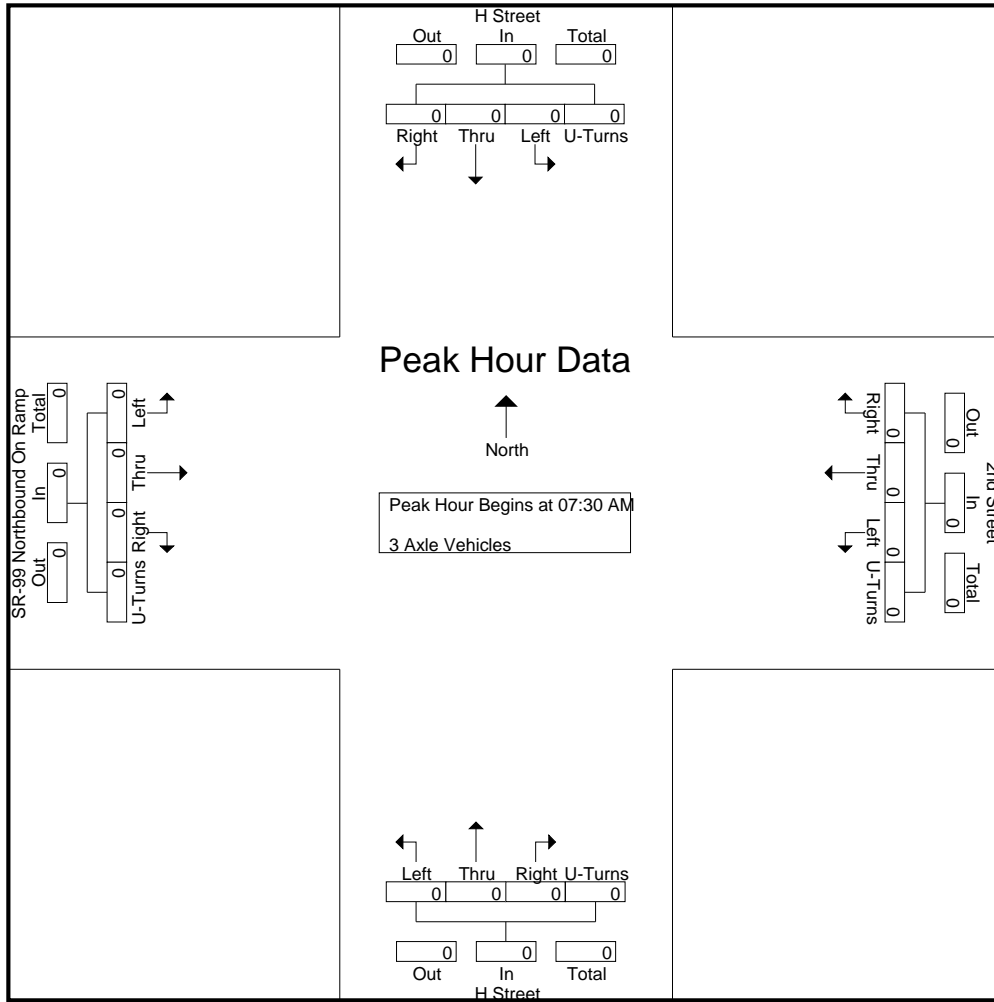 H Street
Out In Total
0 0 0
0 0 0 0
Right Thru Left U-Turns
Peak Hour Data
North
Peak Hour Begins at 07:30 AM
3 Axle Vehicles
SR-99 Northbound On Ramp
Total In Out
0 0 0
0 0 0 0
Left Thru Right U-Turns
2nd Street
Out In Total
0 0 0
0 0 0 0
Right Thru Left U-Turns
Left Thru Right U-Turns
0 0 0 0
0 0 0
Out In Total
H Street